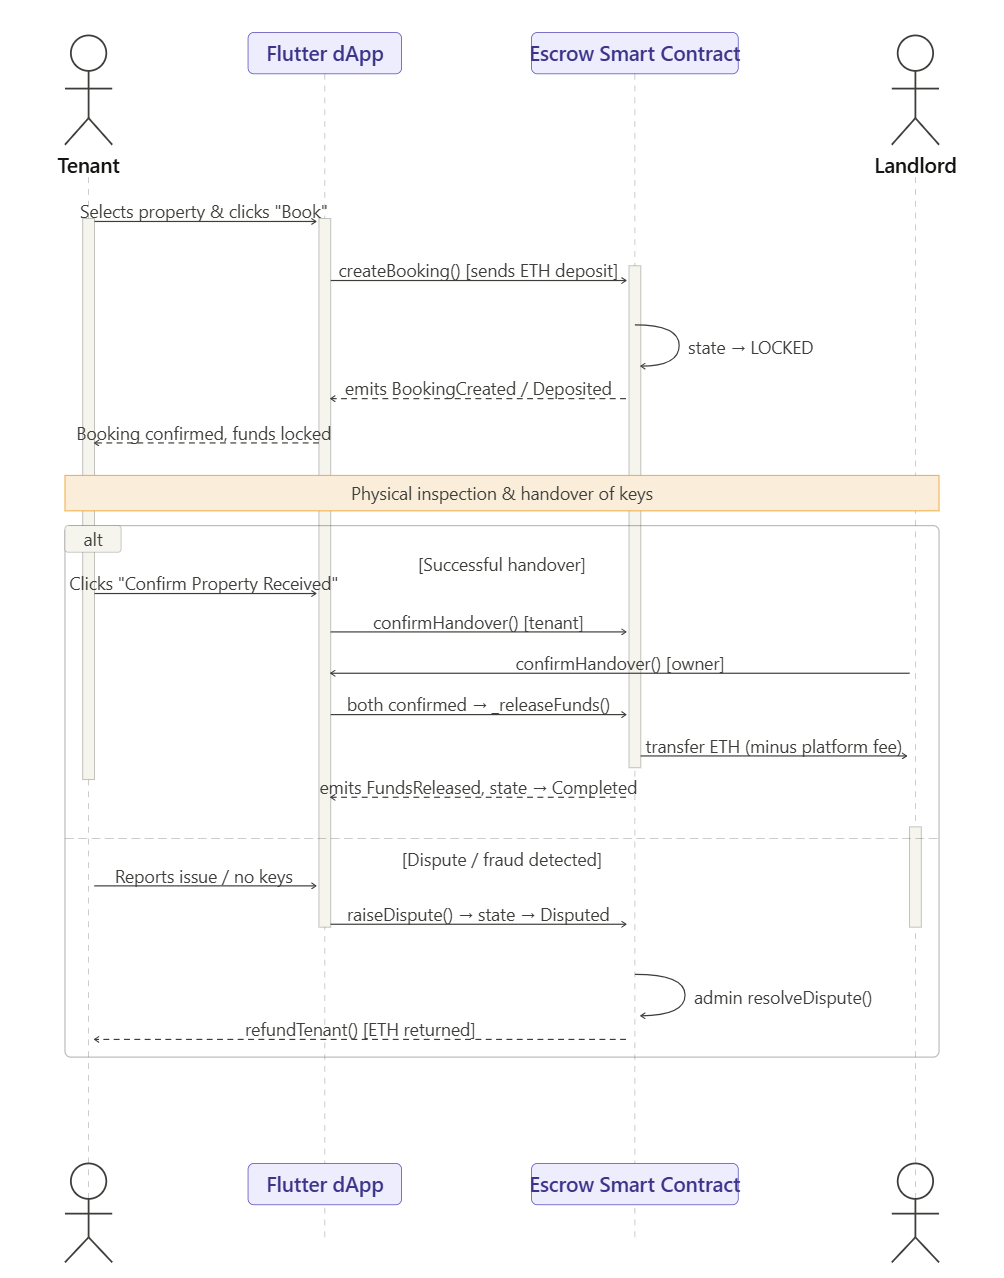 Flutter dApp
Escrow Smart Contract
Tenant
Landlord
Selects property & clicks "Book"
createBooking() [sends ETH deposit]
state → LOCKED
emits BookingCreated / Deposited
Booking confirmed, funds locked
Physical inspection & handover of keys
alt
[Successful handover]
Clicks "Confirm Property Received"
confirmHandover() [tenant]
confirmHandover() [owner]
both confirmed → _releaseFunds()
transfer ETH (minus platform fee)
emits FundsReleased, state → Completed
[Dispute / fraud detected]
Reports issue / no keys
raiseDispute() → state → Disputed
admin resolveDispute()
refundTenant() [ETH returned]
Flutter dApp
Escrow Smart Contract